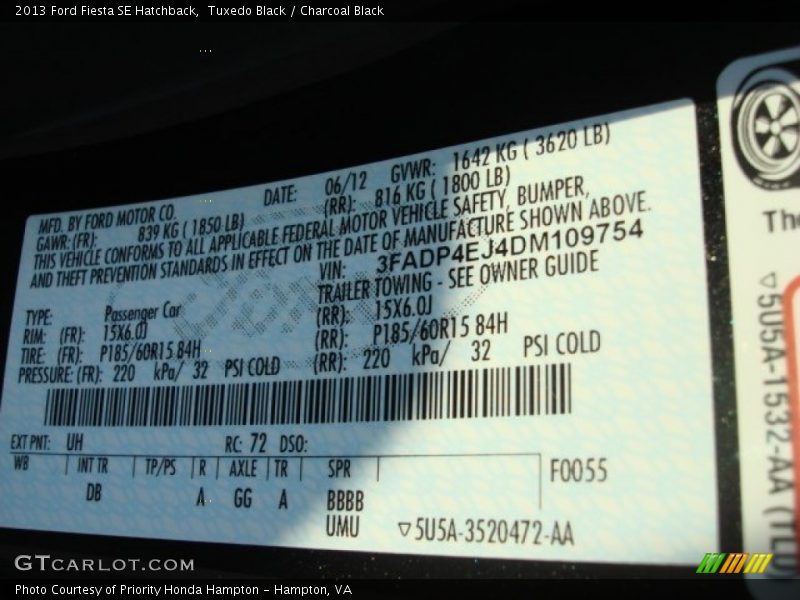 2013 Ford Fiesta SE Hatchback,  Tuxedo Black / Charcoal Black
MFD. BY FORD MOTOR CO. DATE: 06/12 GVWR: 1642 KG ( 3620 LB)
GAWR: (FR): 839 KG ( 1850 LB) (RR): 816 KG ( 1800 LB)
THIS VEHICLE CONFORMS TO ALL APPLICABLE FEDERAL MOTOR VEHICLE SAFETY, BUMPER,
AND THEFT PREVENTION STANDARDS IN EFFECT ON THE DATE OF MANUFACTURE SHOWN ABOVE.
VIN: 3FADP4EJ4DM109754
TYPE: Passenger Car TRAILER TOWING - SEE OWNER GUIDE
RIM: (FR): 15X6.0J (RR): 15X6.0J
TIRE: (FR): P185/60R15 84H (RR): P185/60R15 84H
PRESSURE: (FR): 220 kPa/ 32 PSI COLD (RR): 220 kPa/ 32 PSI COLD
EXT PNT: UH RC: 72 DSO:
WB INT TR TP/PS R AXLE TR SPR F0055
DB A GG A BBBB
UMU ▽5U5A-3520472-AA
The
▽5U5A-1532-AA
GTCARLOT.COM
Photo Courtesy of Priority Honda Hampton - Hampton, VA